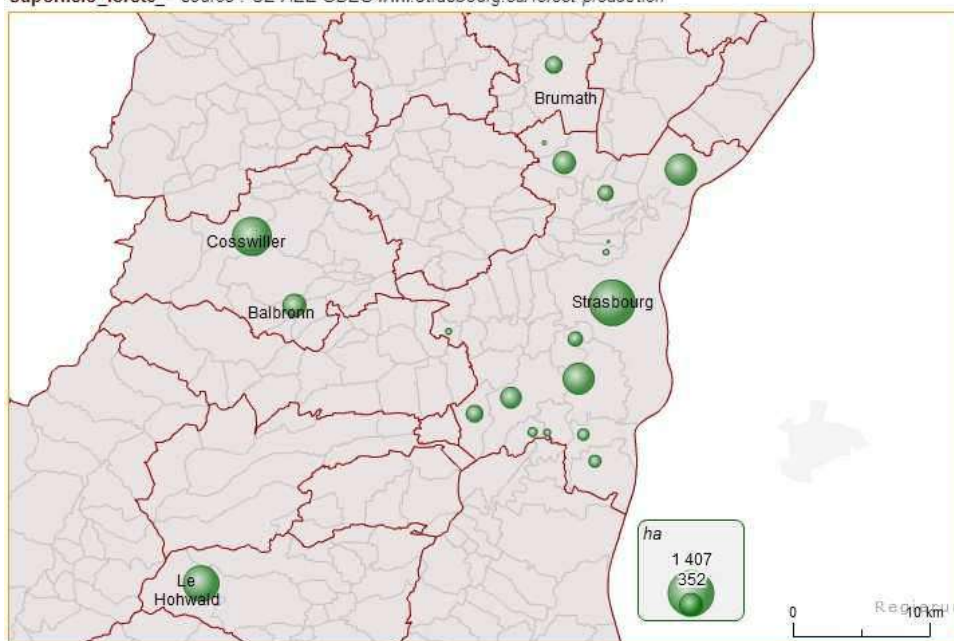 Brumath
Cosswiller
Strasbourg
Balbronn
ha
1 407
352
Le
Hohwald
0
10 km